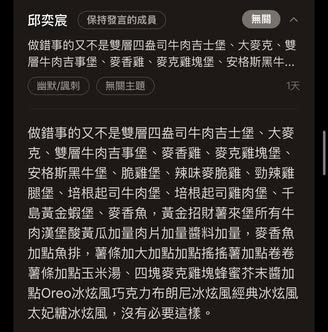 邱奕宸
保持發言的成員
無關
做錯事的又不是雙層四盎司牛肉吉士堡、大麥克、雙
層牛肉吉事堡、麥香雞、麥克雞塊堡、安格斯黑牛...
幽默/諷刺
無關主題
1天
做錯事的又不是雙層四盎司牛肉吉士堡、大麥
克、雙層牛肉吉事堡、麥香雞、麥克雞塊堡、
安格斯黑牛堡、脆雞堡、辣味麥脆雞、勁辣雞
腿堡、培根起司牛肉堡、培根起司雞肉堡、千
島黃金蝦堡、麥香魚，黃金招財薯來堡所有牛
肉漢堡酸黃瓜加量肉片加量醬料加量，麥香魚
加點魚排，薯條加大加點加點搖搖薯加點卷卷
薯條加點玉米湯、四塊麥克雞塊蜂蜜芥末醬加
點Oreo冰炫風巧克力布朗尼冰炫風經典冰炫風
太妃糖冰炫風，沒有必要這樣。